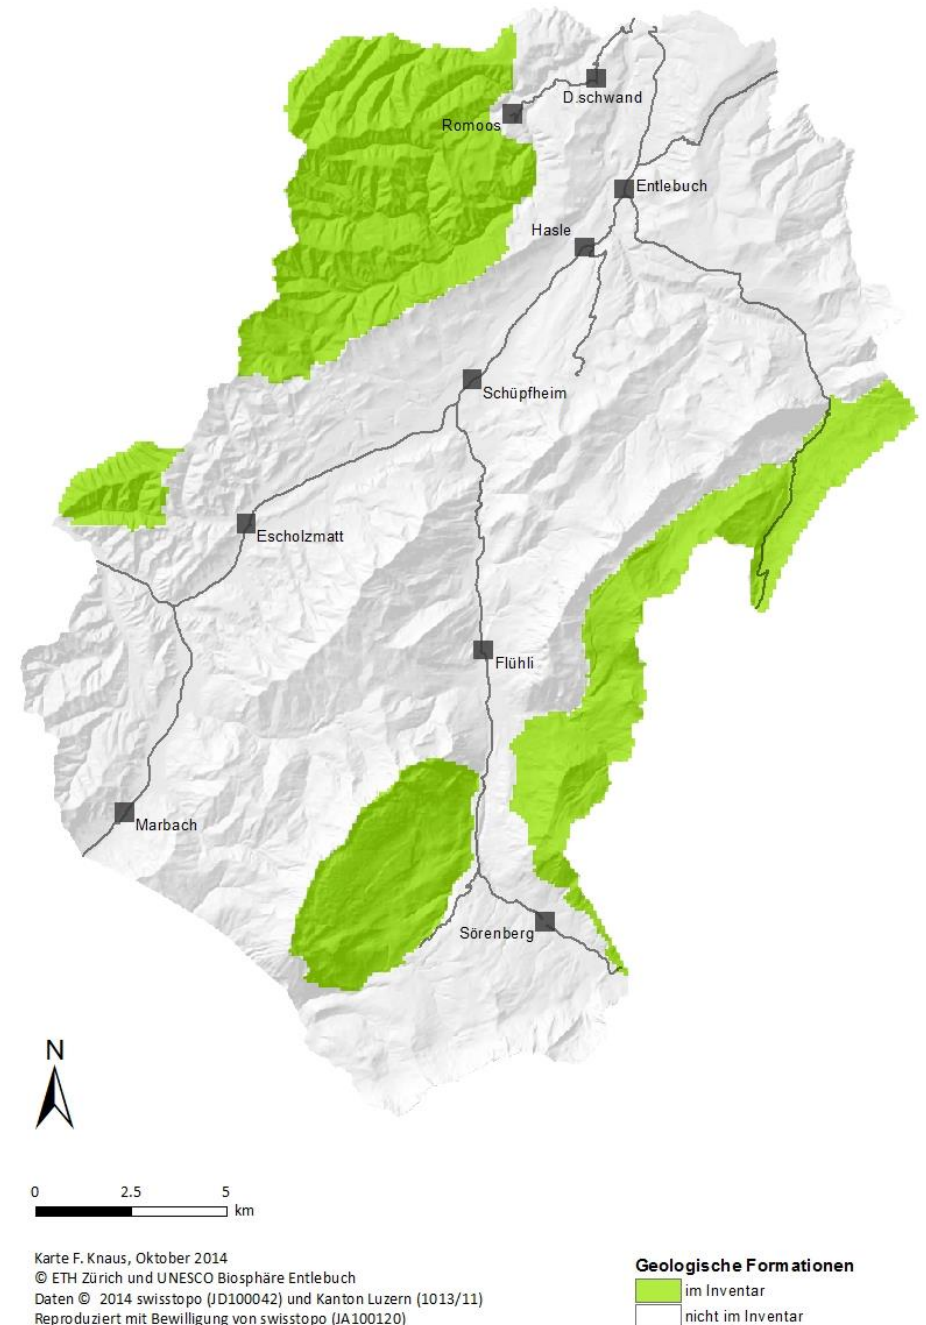 D.schwand
Romoos
Entlebuch
Hasle
Schüpfheim
Escholzmatt
Flühli
Marbach
Sörenberg
N
0 2.5 5
km
Karte F. Knaus, Oktober 2014
© ETH Zürich und UNESCO Biosphäre Entlebuch
Daten © 2014 swisstopo (JD100042) und Kanton Luzern (1013/11)
Reproduziert mit Bewilligung von swisstopo (JA100120)
Geologische Formationen
im Inventar
nicht im Inventar